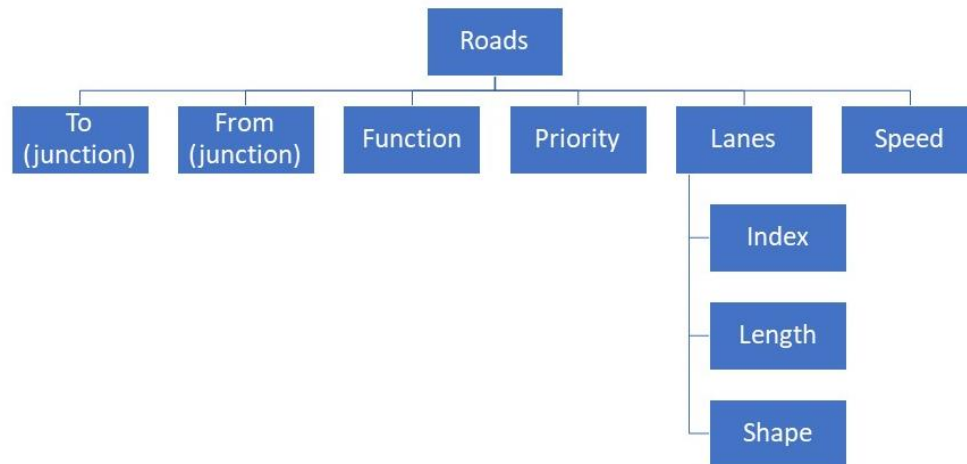 Roads
To
(junction)
From
(junction)
Function
Priority
Lanes
Speed
Index
Length
Shape